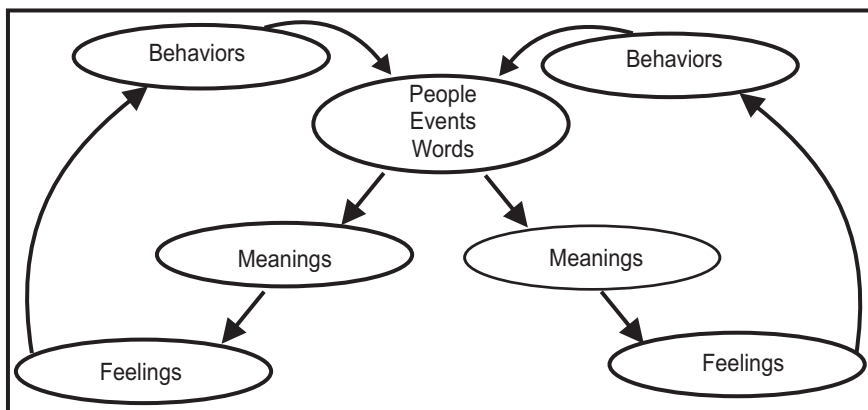 Behaviors
Behaviors
People
Events
Words
Meanings
Meanings
Feelings
Feelings